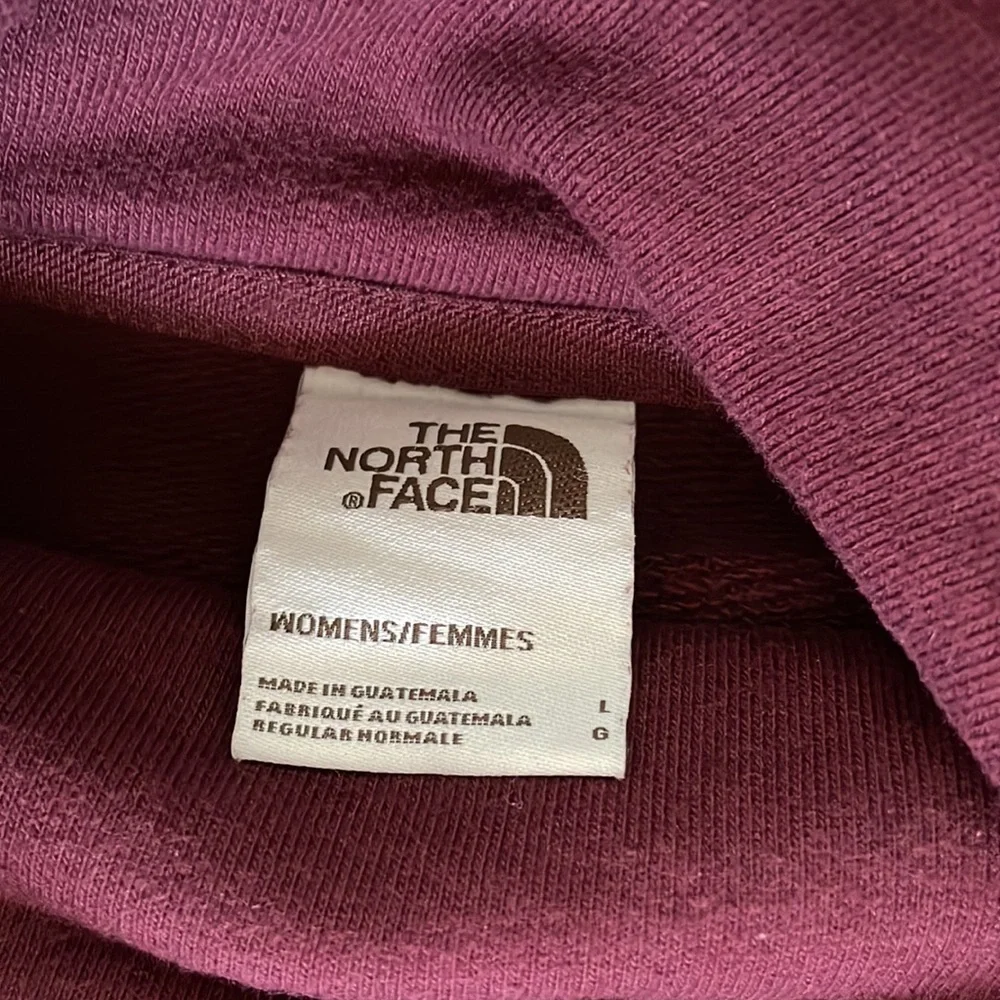 THE
NORTH
® FACE
WOMENS/FEMMES
MADE IN GUATEMALA L
FABRIQUÉ AU GUATEMALA G
REGULAR NORMALE